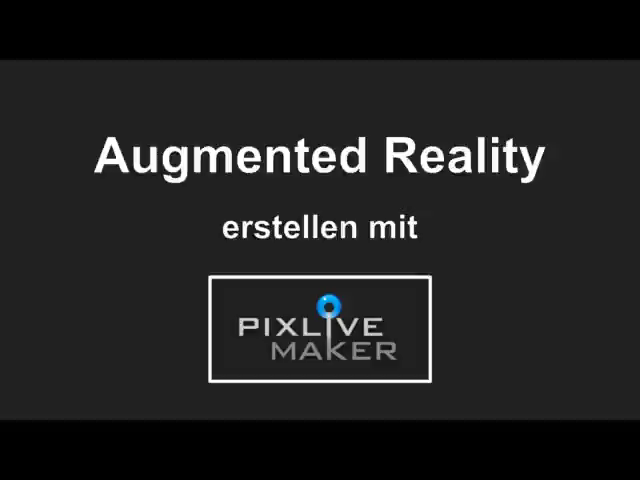 Augmented Reality
erstellen mit
PIXLIVE
MAKER